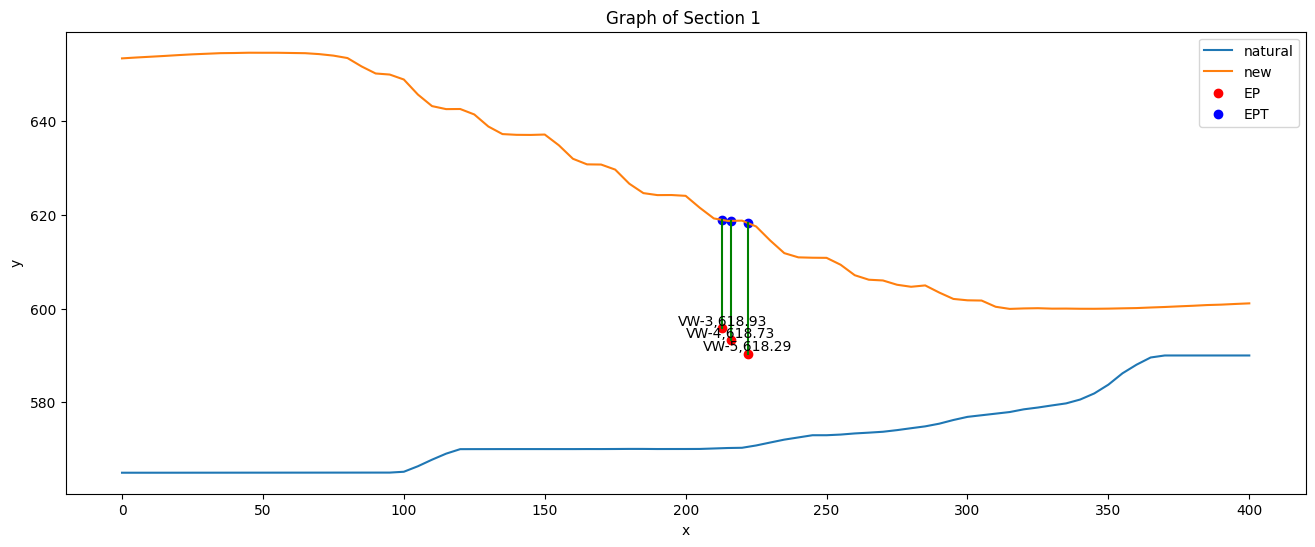 Graph of Section 1
natural
new
EP
EPT
y
640
620
600
580
VW-3,618.93
VW-4,618.73
VW-5,618.29
0 50 100 150 200 250 300 350 400
x